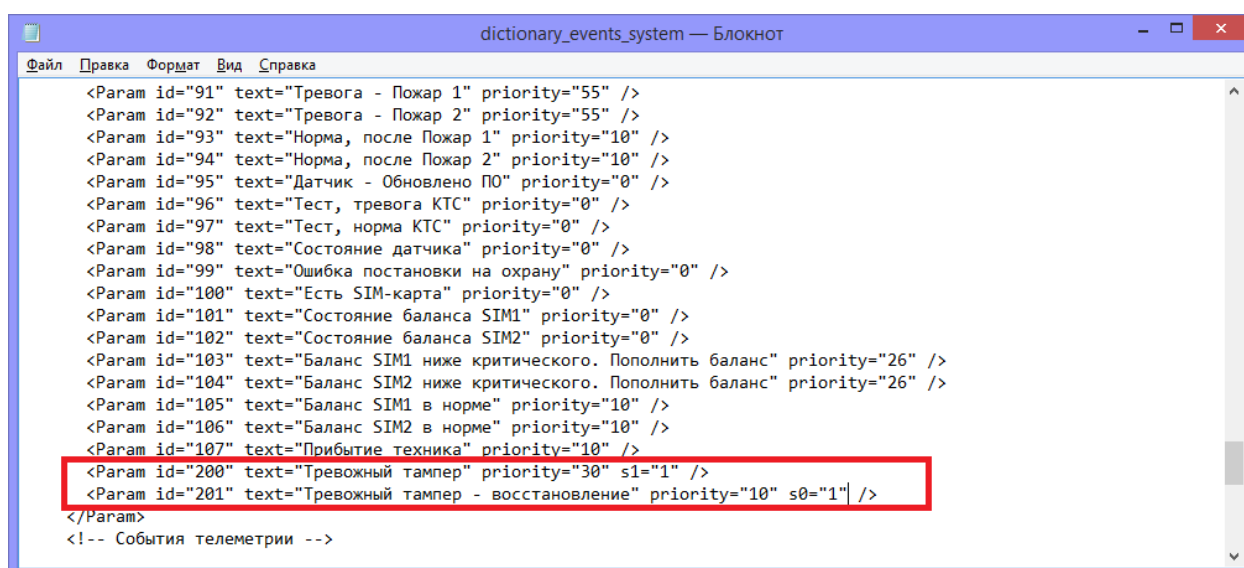 dictionary_events_system — Блокнот
Файл Правка Формат Вид Справка
<Param id="91" text="Тревога - Пожар 1" priority="55" />
<Param id="92" text="Тревога - Пожар 2" priority="55" />
<Param id="93" text="Норма, после Пожар 1" priority="10" />
<Param id="94" text="Норма, после Пожар 2" priority="10" />
<Param id="95" text="Датчик - Обновлено ПО" priority="0" />
<Param id="96" text="Тест, тревога КТС" priority="0" />
<Param id="97" text="Тест, норма КТС" priority="0" />
<Param id="98" text="Состояние датчика" priority="0" />
<Param id="99" text="Ошибка постановки на охрану" priority="0" />
<Param id="100" text="Есть SIM-карта" priority="0" />
<Param id="101" text="Состояние баланса SIM1" priority="0" />
<Param id="102" text="Состояние баланса SIM2" priority="0" />
<Param id="103" text="Баланс SIM1 ниже критического. Пополнить баланс" priority="26" />
<Param id="104" text="Баланс SIM2 ниже критического. Пополнить баланс" priority="26" />
<Param id="105" text="Баланс SIM1 в норме" priority="10" />
<Param id="106" text="Баланс SIM2 в норме" priority="10" />
<Param id="107" text="Прибытие техника" priority="10" />
<Param id="200" text="Тревожный тампер" priority="30" s1="1" />
<Param id="201" text="Тревожный тампер - восстановление" priority="10" s0="1" />
</Param>
<!-- События телеметрии -->